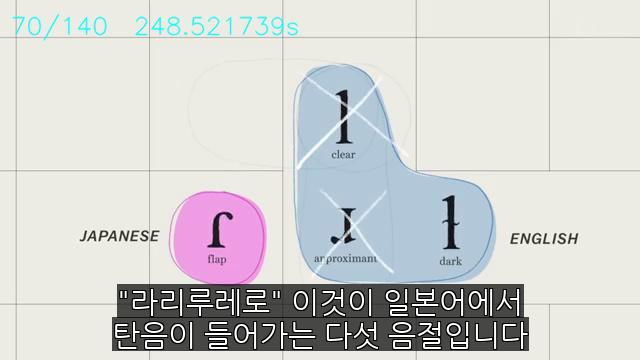 70/140 248.521739s
l
clear
JAPANESE
ɾ
flap
ɹ
approximant
ɫ
dark
ENGLISH
"라리루레로" 이것이 일본어에서
탄음이 들어가는 다섯 음절입니다